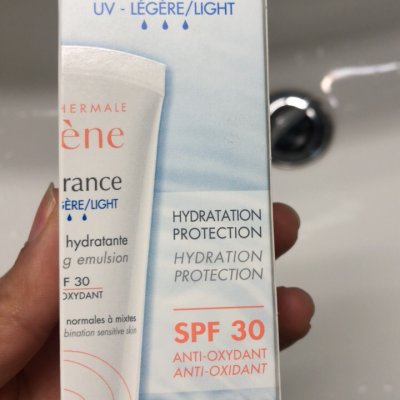 UV - LÉGÈRE/LIGHT
HERMALE
ène
rance
GÈRE/LIGHT
hydratante
g emulsion
F 30
OXYDANT
normales à mixtes
bination sensitive skin
HYDRATATION
PROTECTION
HYDRATION
PROTECTION
SPF 30
ANTI-OXYDANT
ANTI-OXIDANT